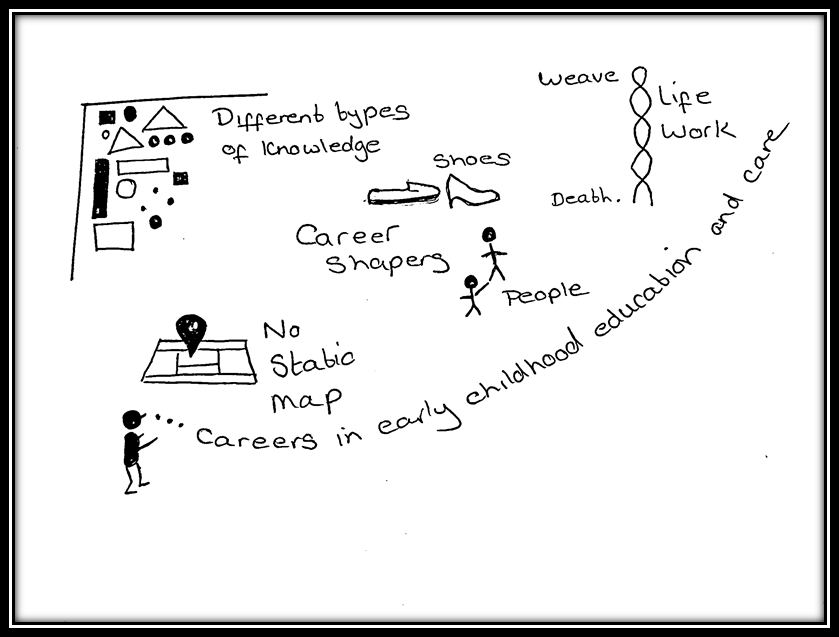 Different types
of Knowledge
Weave
Life
Work
Death.
Shoes
Career
Shapers
People
No
Static
map
Careers in early childhood education and care